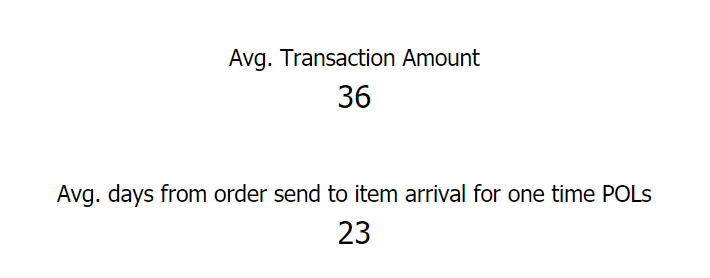 Avg. Transaction Amount
36
Avg. days from order send to item arrival for one time POLs
23